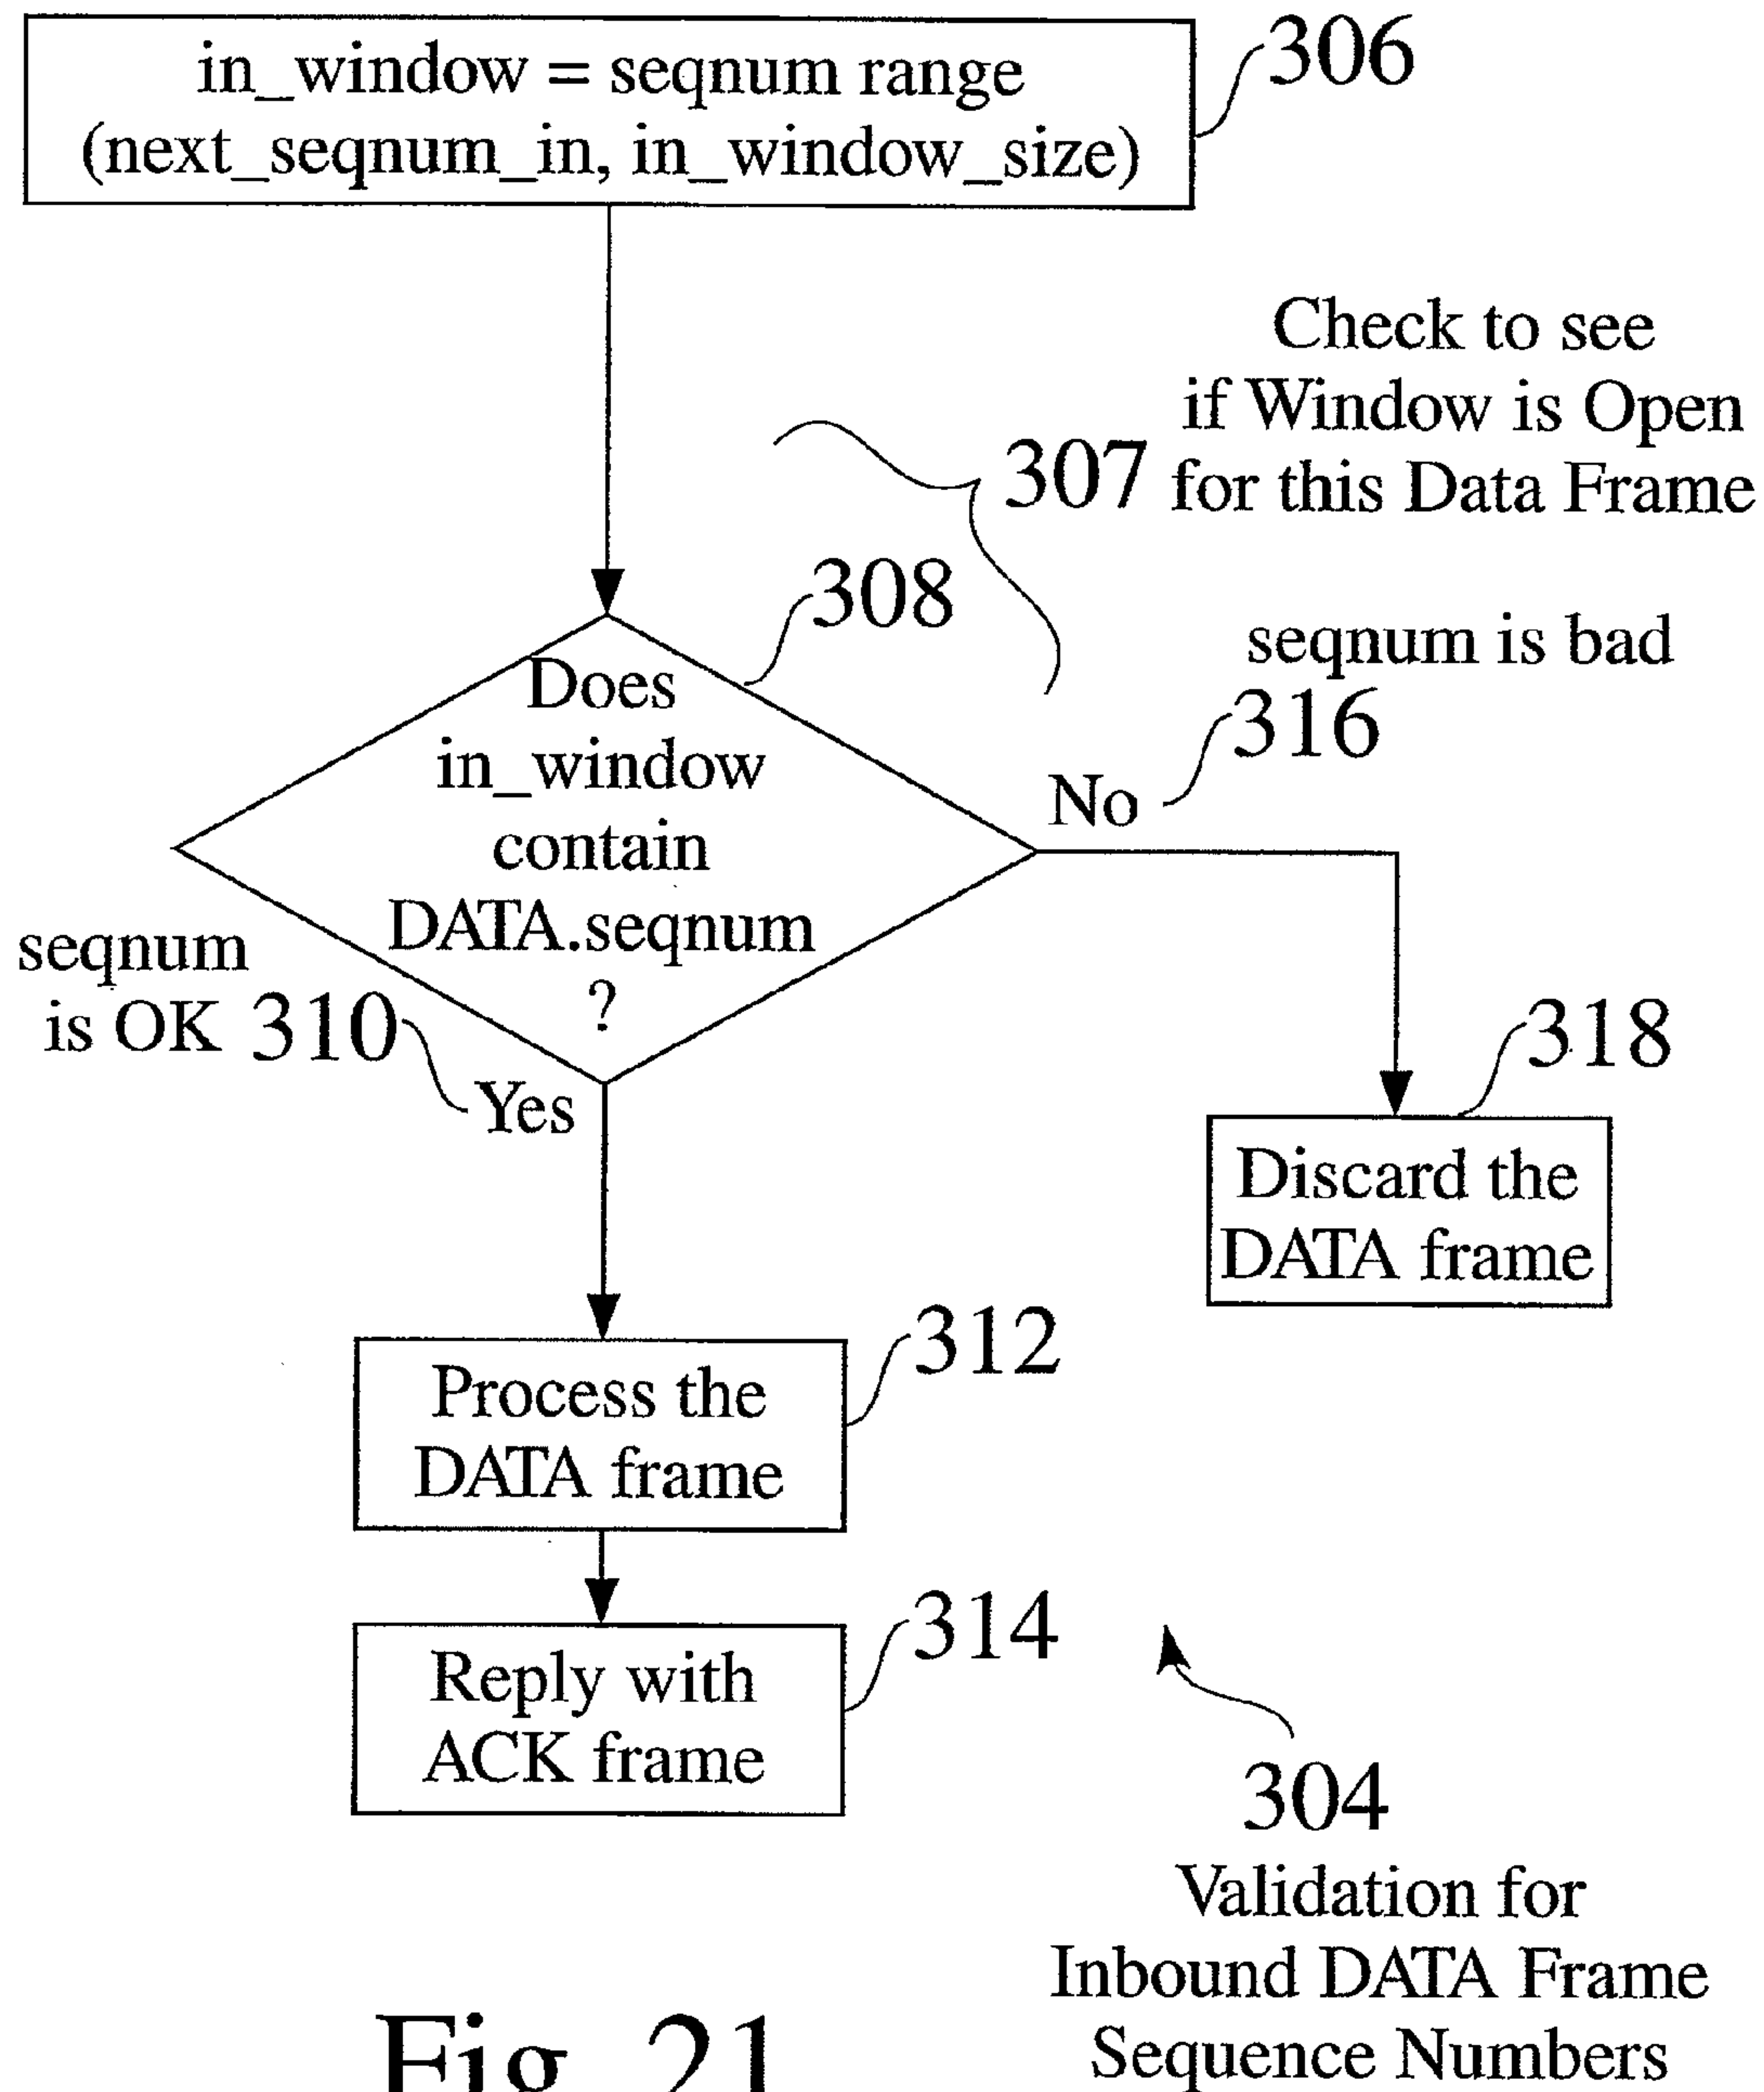 in_window = seqnum range
(next_seqnum_in, in_window_size)
306
Check to see
if Window is Open
for this Data Frame
307
308
Does
in_window
contain
DATA.seqnum
?
seqnum is bad
316
No
seqnum
is OK
310
Yes
318
Discard the
DATA frame
312
Process the
DATA frame
314
Reply with
ACK frame
304
Validation for
Inbound DATA Frame
Sequence Numbers
Fig. 21